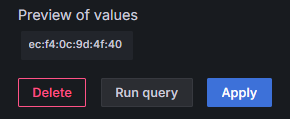 Preview of values
ec:f4:0c:9d:4f:40
Delete Run query Apply